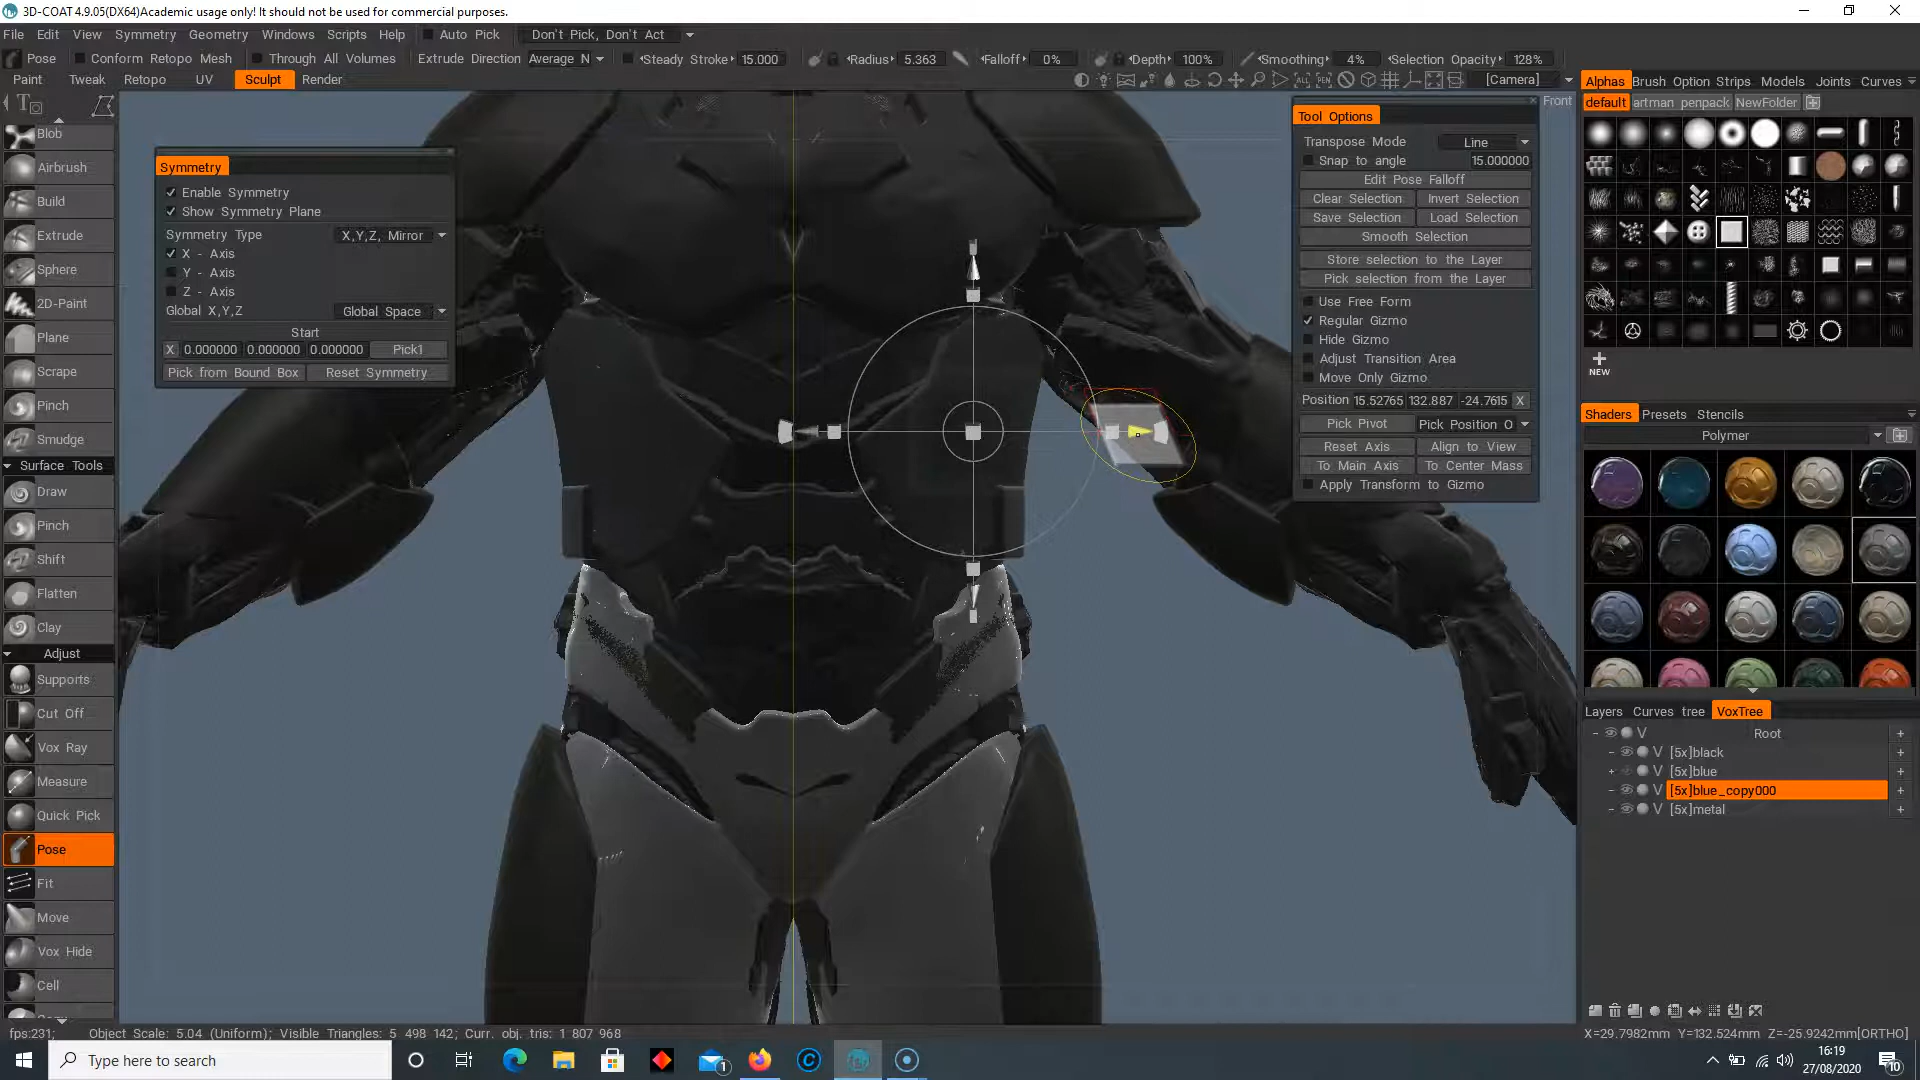 3D-COAT 4.9.05(DX64)Academic usage only! It should not be used for commercial purposes.
File Edit View Symmetry Geometry Windows Scripts Help Auto Pick Don't Pick, Don't Act
Pose Conform Retopo Mesh Through All Volumes Extrude Direction Average N Steady Stroke 15.000 Radius 5.363 Falloff 0% Depth 100% Smoothing 4% Selection Opacity 128%
Paint Tweak Retopo UV Sculpt Render [Camera]
Front
Blob
Airbrush
Build
Extrude
Sphere
2D-Paint
Plane
Scrape
Pinch
Smudge
Surface Tools
Draw
Pinch
Shift
Flatten
Clay
Adjust
Supports
Cut Off
Vox Ray
Measure
Quick Pick
Pose
Fit
Move
Vox Hide
Cell
Symmetry
Enable Symmetry
Show Symmetry Plane
Symmetry Type X,Y,Z, Mirror
X - Axis
Y - Axis
Z - Axis
Global X,Y,Z Global Space
Start
X 0.000000 0.000000 0.000000 Pick1
Pick from Bound Box Reset Symmetry
Tool Options
Transpose Mode Line
Snap to angle 15.000000
Edit Pose Falloff
Clear Selection Invert Selection
Save Selection Load Selection
Smooth Selection
Store selection to the Layer
Pick selection from the Layer
Use Free Form
Regular Gizmo
Hide Gizmo
Adjust Transition Area
Move Only Gizmo
Position 15.52765 132.887 -24.7615 X
Pick Pivot Pick Position O
Reset Axis Align to View
To Main Axis To Center Mass
Apply Transform to Gizmo
Alphas Brush Option Strips Models Joints Curves
default artman penpack NewFolder
NEW
Shaders Presets Stencils
Polymer
Layers Curves tree VoxTree
V Root +
V [5x]black +
+ V [5x]blue +
V [5x]blue_copy000 +
V [5x]metal +
fps:231; Object Scale: 5.04 (Uniform); Visible Triangles: 5 498 142; Curr. obj. tris: 1 807 968
X=29.7982mm Y=132.524mm Z=-25.9242mm[ORTHO]
Type here to search
1
16:19
27/08/2020
10